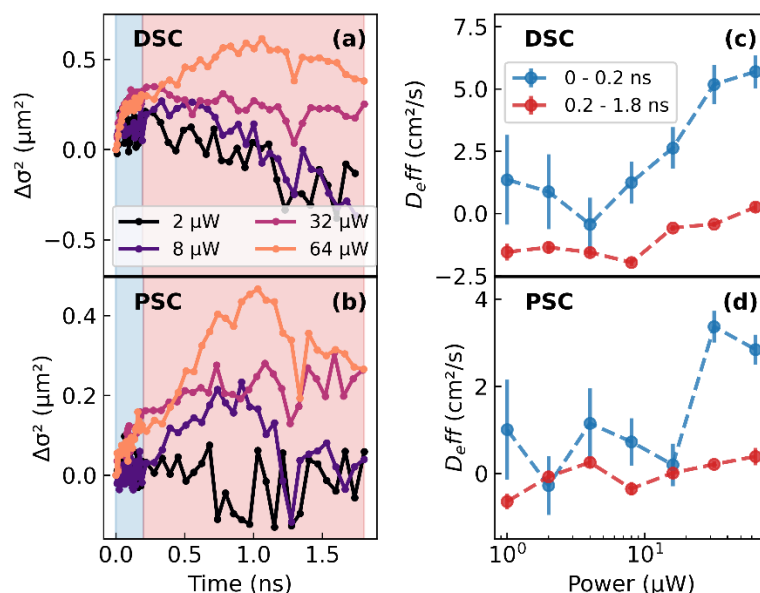 DSC
(a)
0.5
0.0
−0.5
Δσ² (μm²)
2 μW
8 μW
32 μW
64 μW
PSC
(b)
0.4
0.2
0.0
Δσ² (μm²)
0.0
0.5
1.0
1.5
Time (ns)
DSC
(c)
7.5
5.0
2.5
0.0
−2.5
D_eff (cm²/s)
0 - 0.2 ns
0.2 - 1.8 ns
PSC
(d)
4
2
0
D_eff (cm²/s)
10⁰
10¹
Power (μW)